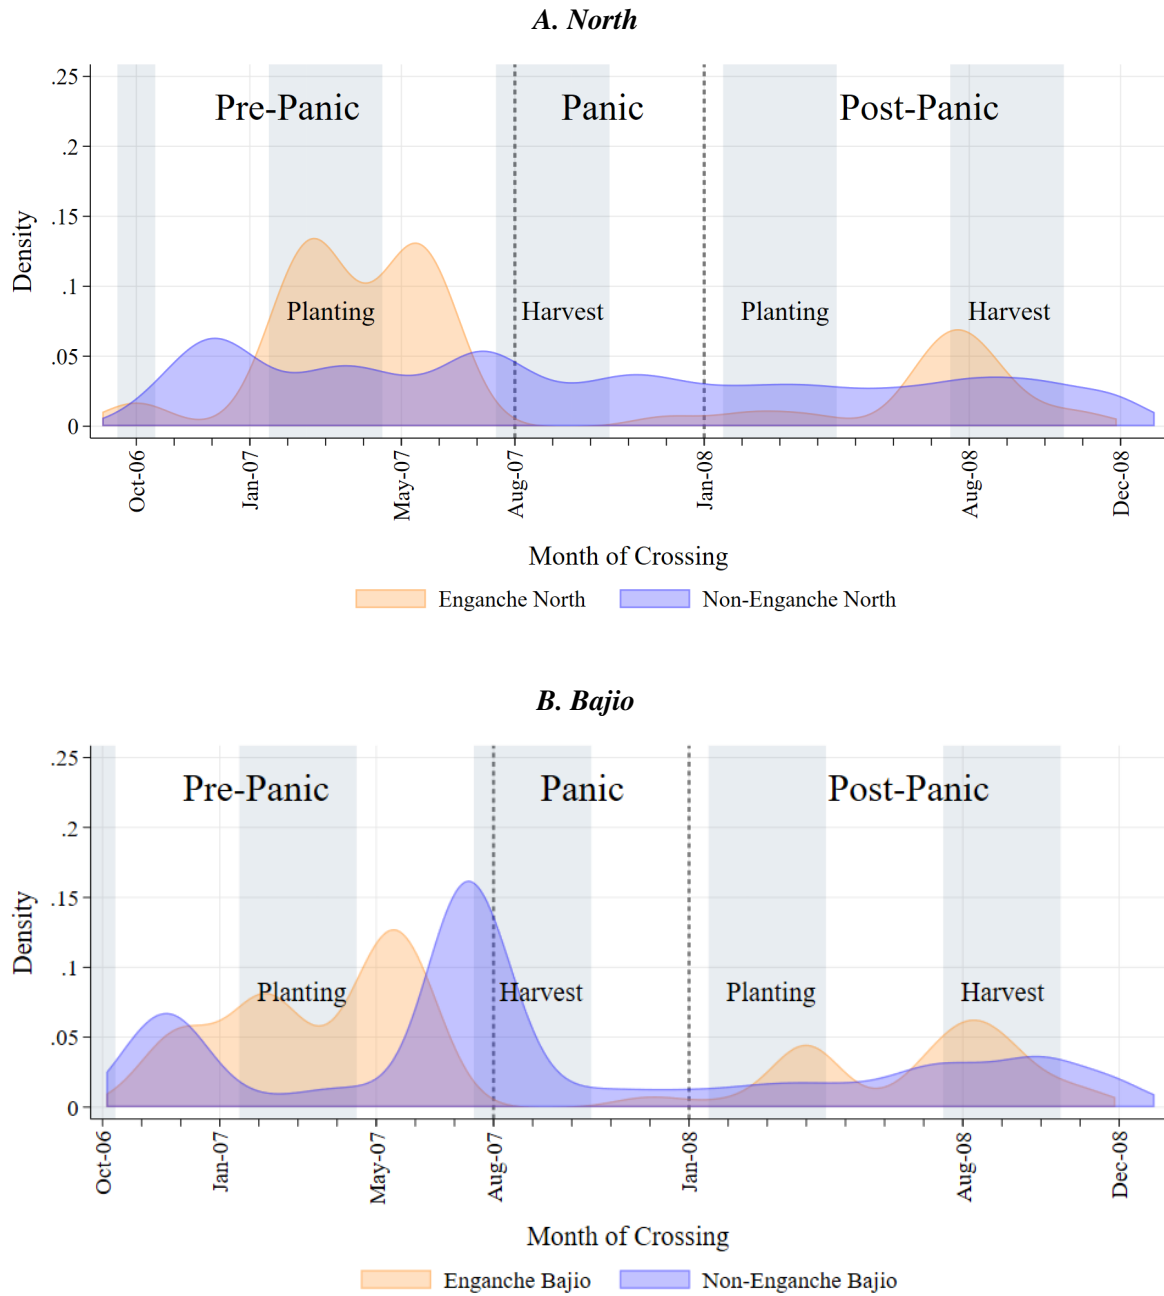 A. North
Pre-Panic Panic Post-Panic
.25
.2
.15
.1
.05
0
Density
Planting Harvest Planting Harvest
Oct-06 Jan-07 May-07 Aug-07 Jan-08 Aug-08 Dec-08
Month of Crossing
Enganche North Non-Enganche North
B. Bajio
Pre-Panic Panic Post-Panic
.25
.2
.15
.1
.05
0
Density
Planting Harvest Planting Harvest
Oct-06 Jan-07 May-07 Aug-07 Jan-08 Aug-08 Dec-08
Month of Crossing
Enganche Bajio Non-Enganche Bajio